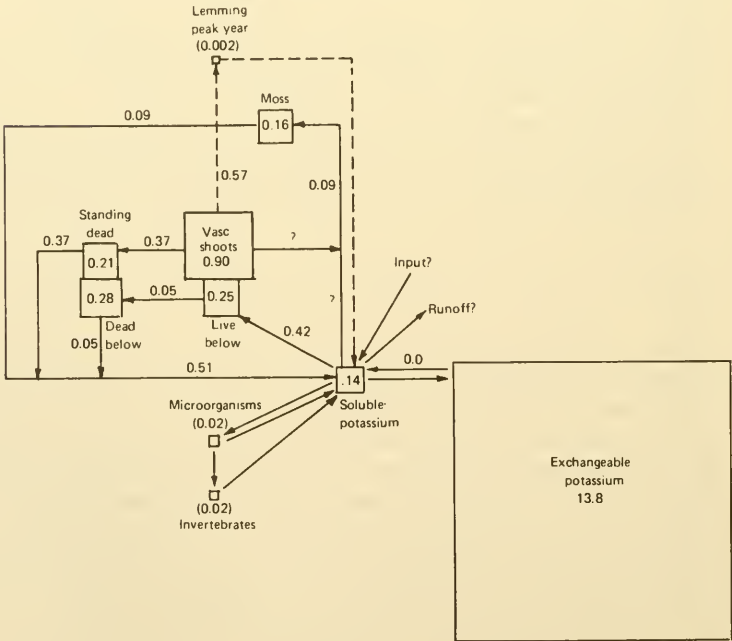 Lemming
peak year
(0.002)
Moss
0.09
0.16
0.57
0.09
Standing
dead
Vasc
shoots
0.90
?
0.37
0.37
0.21
Input?
0.28
0.05
0.25
?
Runoff?
Dead
below
Live
below
0.42
0.05
0.51
0.0
.14
Soluble-
potassium
Microorganisms
(0.02)
(0.02)
Invertebrates
Exchangeable
potassium
13.8